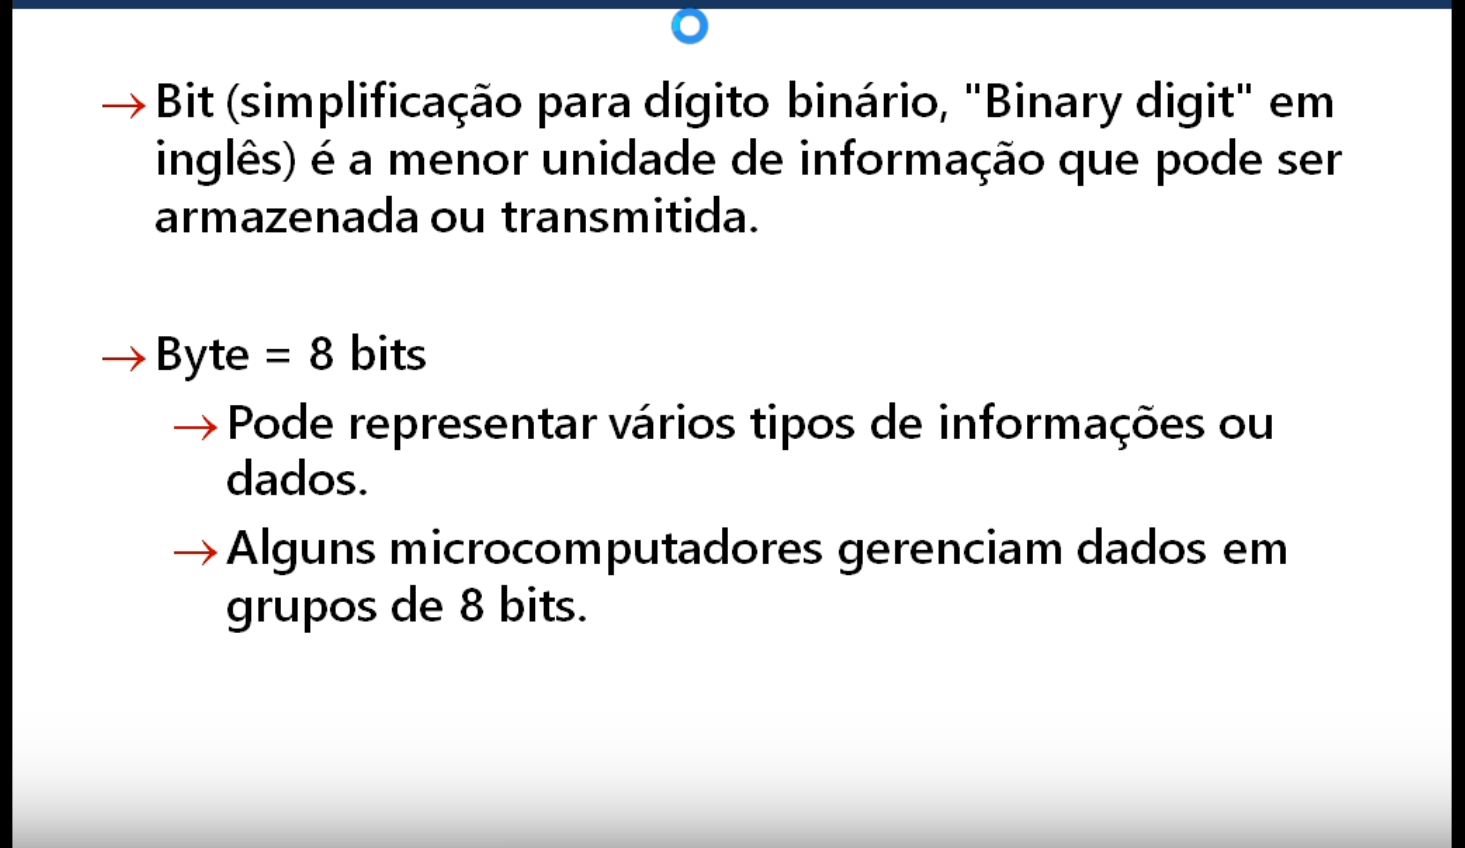 → Bit (simplificação para dígito binário, "Binary digit" em
inglês) é a menor unidade de informação que pode ser
armazenada ou transmitida.
→ Byte = 8 bits
→ Pode representar vários tipos de informações ou
dados.
→ Alguns microcomputadores gerenciam dados em
grupos de 8 bits.